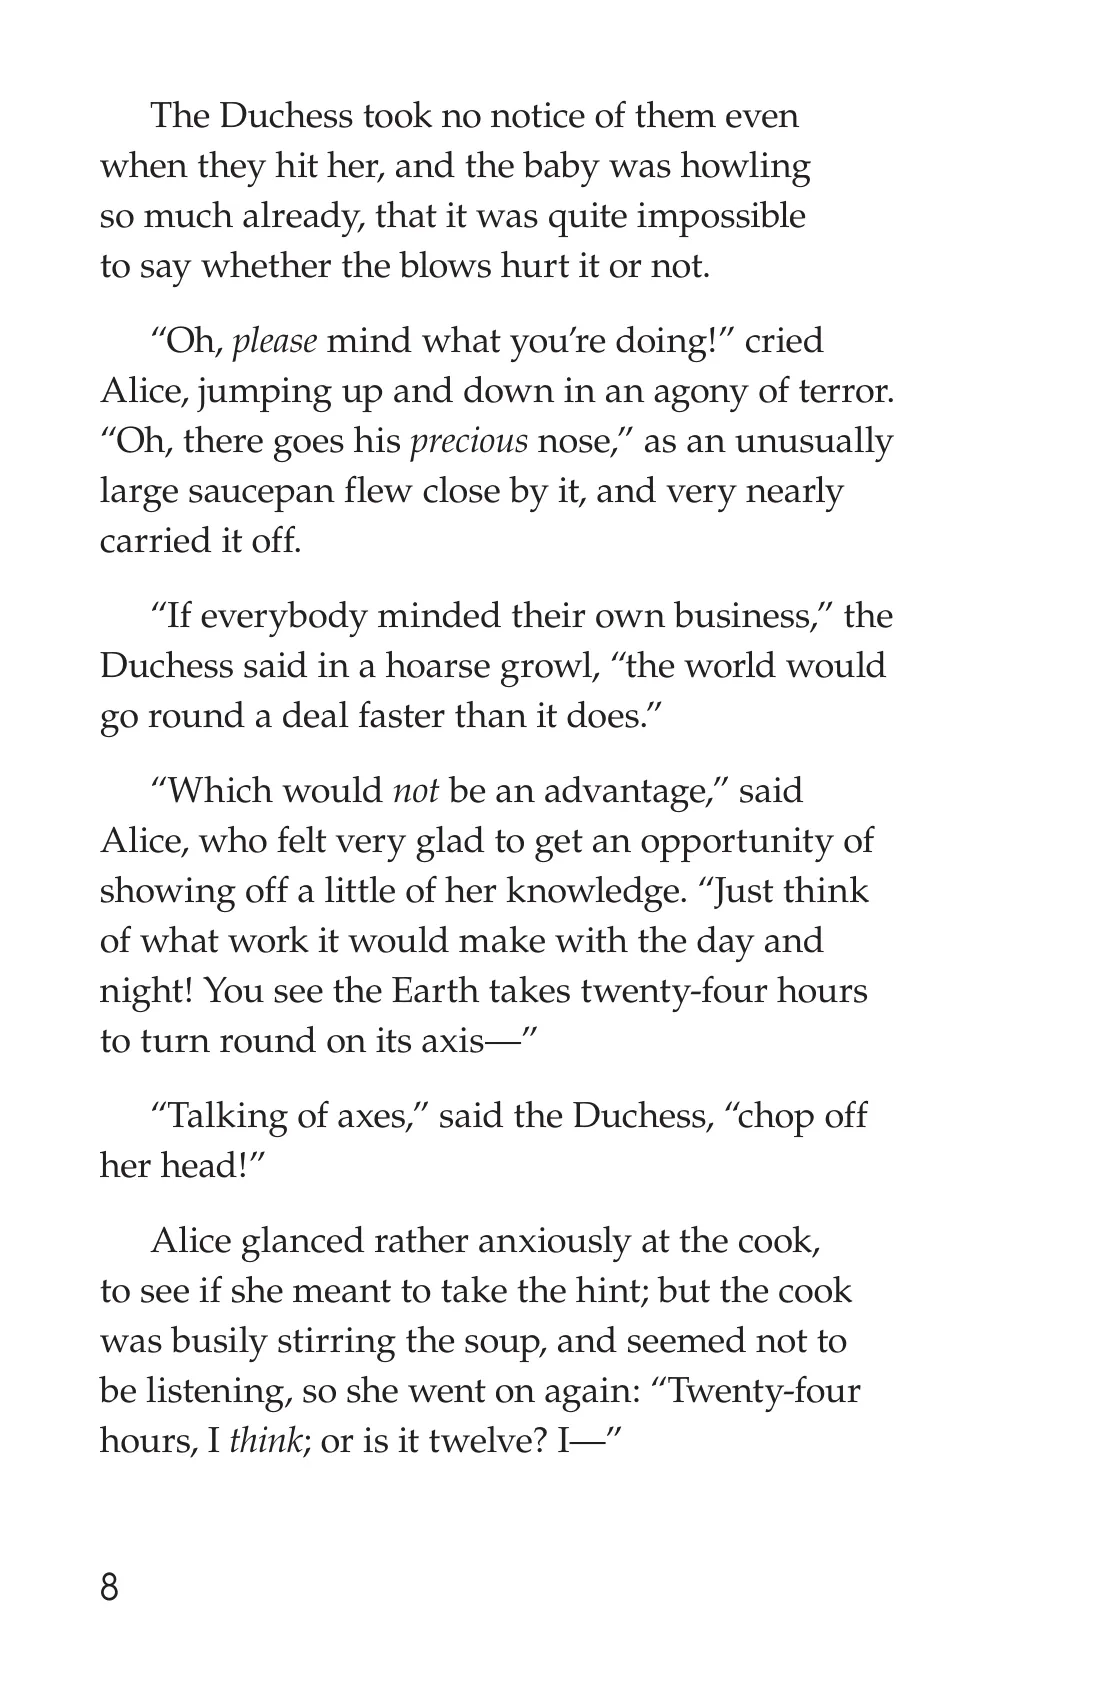 The Duchess took no notice of them even
when they hit her, and the baby was howling
so much already, that it was quite impossible
to say whether the blows hurt it or not.
“Oh, please mind what you’re doing!” cried
Alice, jumping up and down in an agony of terror.
“Oh, there goes his precious nose,” as an unusually
large saucepan flew close by it, and very nearly
carried it off.
“If everybody minded their own business,” the
Duchess said in a hoarse growl, “the world would
go round a deal faster than it does.”
“Which would not be an advantage,” said
Alice, who felt very glad to get an opportunity of
showing off a little of her knowledge. “Just think
of what work it would make with the day and
night! You see the Earth takes twenty-four hours
to turn round on its axis—”
“Talking of axes,” said the Duchess, “chop off
her head!”
Alice glanced rather anxiously at the cook,
to see if she meant to take the hint; but the cook
was busily stirring the soup, and seemed not to
be listening, so she went on again: “Twenty-four
hours, I think; or is it twelve? I—”
8